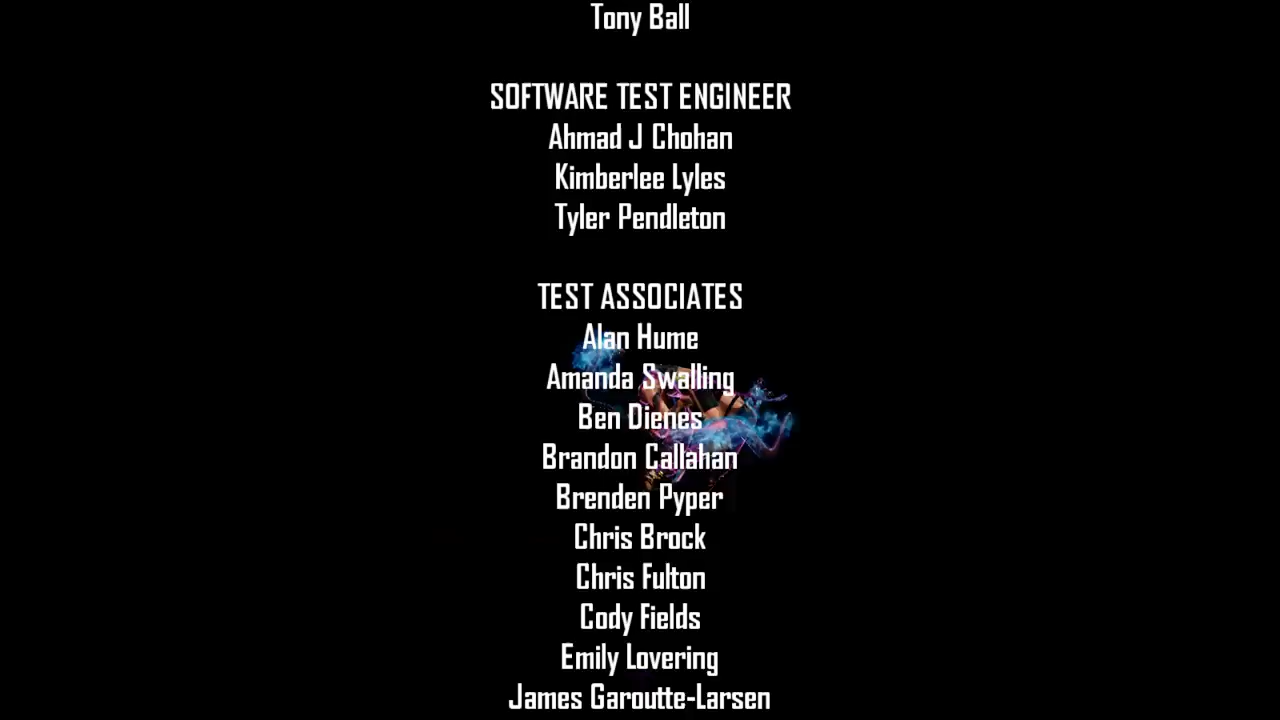 Tony Ball
SOFTWARE TEST ENGINEER
Ahmad J Chohan
Kimberlee Lyles
Tyler Pendleton
TEST ASSOCIATES
Alan Hume
Amanda Swalling
Ben Dienes
Brandon Callahan
Brenden Pyper
Chris Brock
Chris Fulton
Cody Fields
Emily Lovering
James Garoutte-Larsen